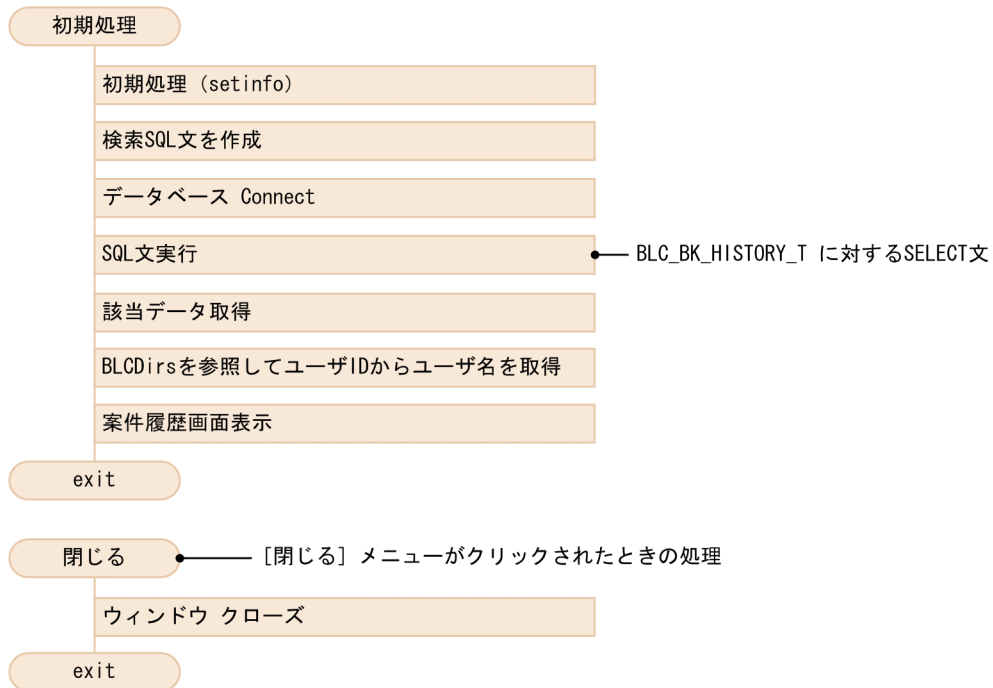 初期処理
初期処理（setinfo）
検索SQL文を作成
データベース Connect
SQL文実行
BLC_BK_HISTORY_T に対するSELECT文
該当データ取得
BLCDirsを参照してユーザIDからユーザ名を取得
案件履歴画面表示
exit
閉じる
［閉じる］メニューがクリックされたときの処理
ウィンドウ クローズ
exit